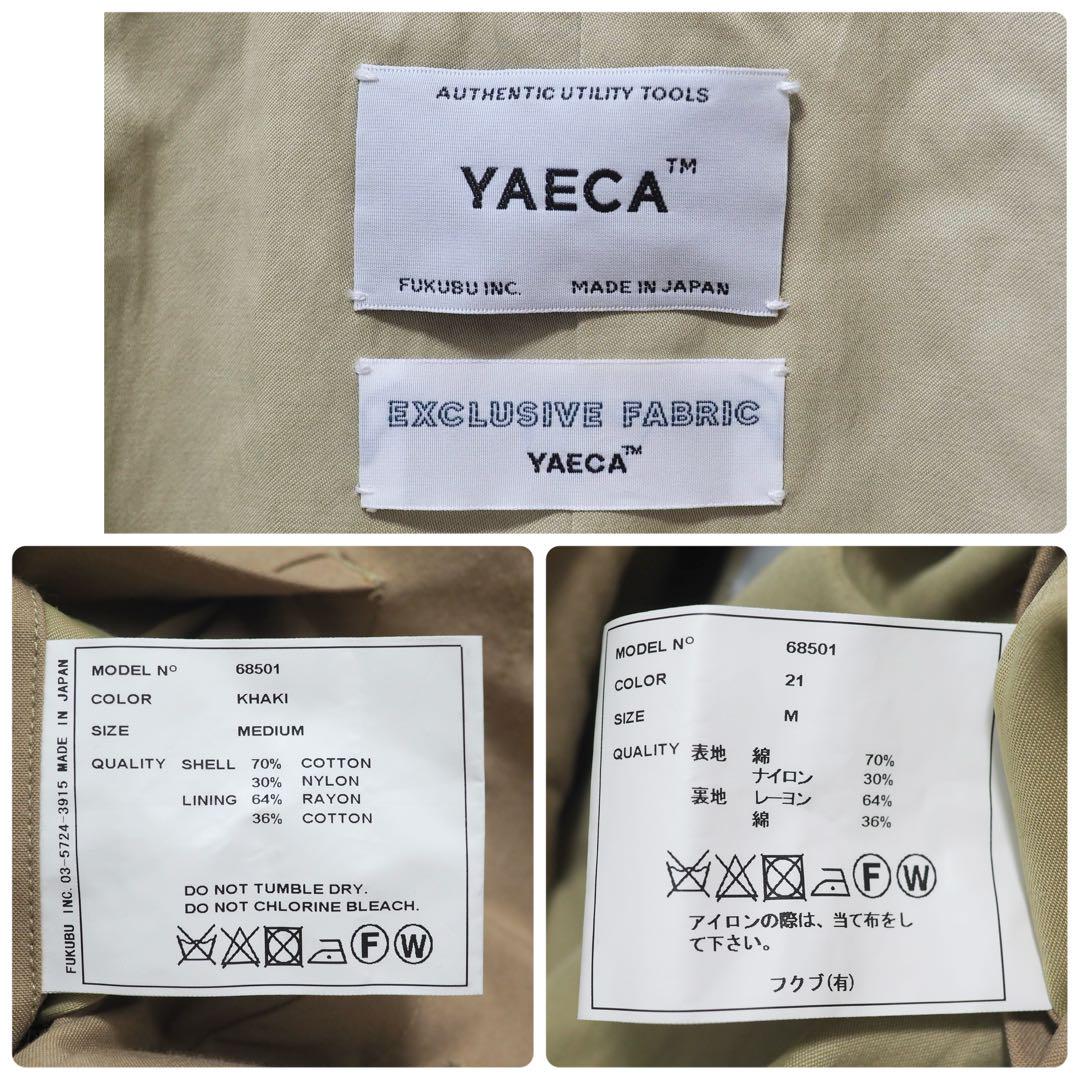 AUTHENTIC UTILITY TOOLS
YAECA™
FUKUBU INC. MADE IN JAPAN
EXCLUSIVE FABRIC
YAECA™
FUKUBU INC. 03-5724-3915 MADE IN JAPAN
MODEL Nº 68501
COLOR KHAKI
SIZE MEDIUM
QUALITY SHELL 70% COTTON
30% NYLON
LINING 64% RAYON
36% COTTON
DO NOT TUMBLE DRY.
DO NOT CHLORINE BLEACH.
F W
MODEL Nº 68501
COLOR 21
SIZE M
QUALITY 表地 綿 70%
ナイロン 30%
裏地 レーヨン 64%
綿 36%
F W
アイロンの際は、当て布をし
て下さい。
フクブ(有)